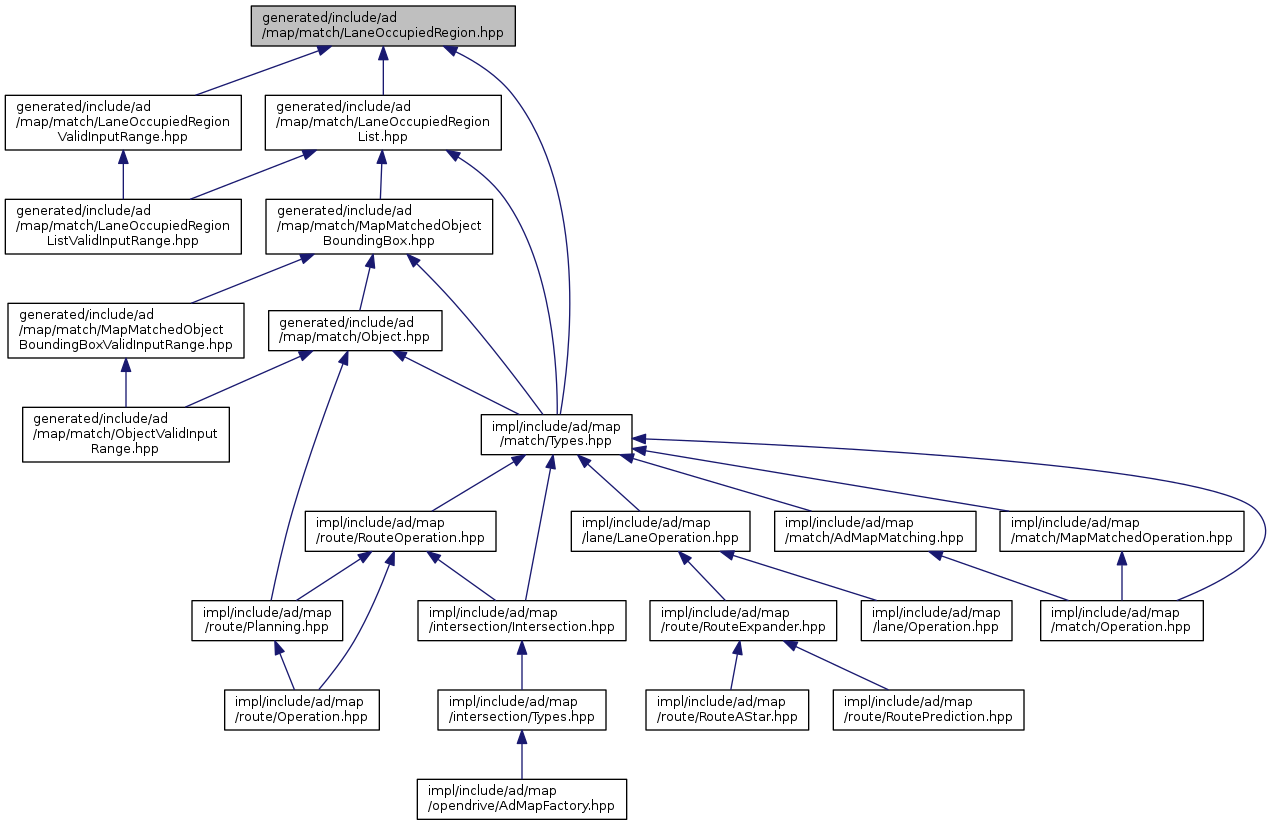 generated/include/ad
/map/match/LaneOccupiedRegion.hpp
generated/include/ad
/map/match/LaneOccupiedRegion
ValidInputRange.hpp
generated/include/ad
/map/match/LaneOccupiedRegion
List.hpp
generated/include/ad
/map/match/LaneOccupiedRegion
ListValidInputRange.hpp
generated/include/ad
/map/match/MapMatchedObject
BoundingBox.hpp
generated/include/ad
/map/match/MapMatchedObject
BoundingBoxValidInputRange.hpp
generated/include/ad
/map/match/Object.hpp
generated/include/ad
/map/match/ObjectValidInput
Range.hpp
impl/include/ad/map
/match/Types.hpp
impl/include/ad/map
/route/RouteOperation.hpp
impl/include/ad/map
/lane/LaneOperation.hpp
impl/include/ad/map
/match/AdMapMatching.hpp
impl/include/ad/map
/match/MapMatchedOperation.hpp
impl/include/ad/map
/route/Planning.hpp
impl/include/ad/map
/intersection/Intersection.hpp
impl/include/ad/map
/route/RouteExpander.hpp
impl/include/ad/map
/lane/Operation.hpp
impl/include/ad/map
/match/Operation.hpp
impl/include/ad/map
/route/Operation.hpp
impl/include/ad/map
/intersection/Types.hpp
impl/include/ad/map
/route/RouteAStar.hpp
impl/include/ad/map
/route/RoutePrediction.hpp
impl/include/ad/map
/opendrive/AdMapFactory.hpp